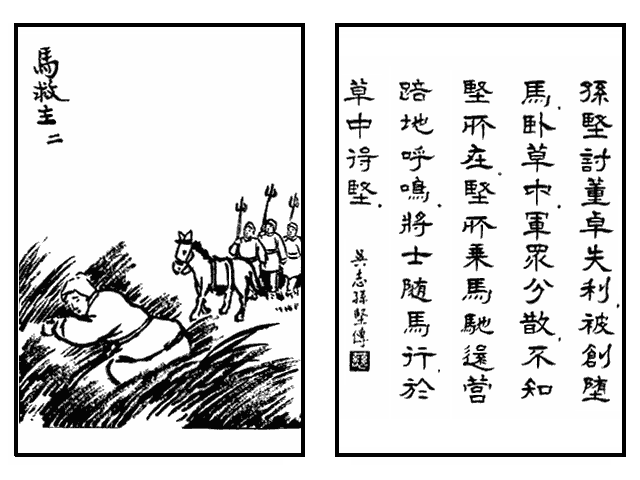 馬救主
二
孫堅討董卓失利.被創墮
馬.卧草中.軍眾分散.不知
堅所在.堅所乘馬馳還營
踣地呼鳴.將士隨馬行於
草中得堅.
吳志孫堅傳